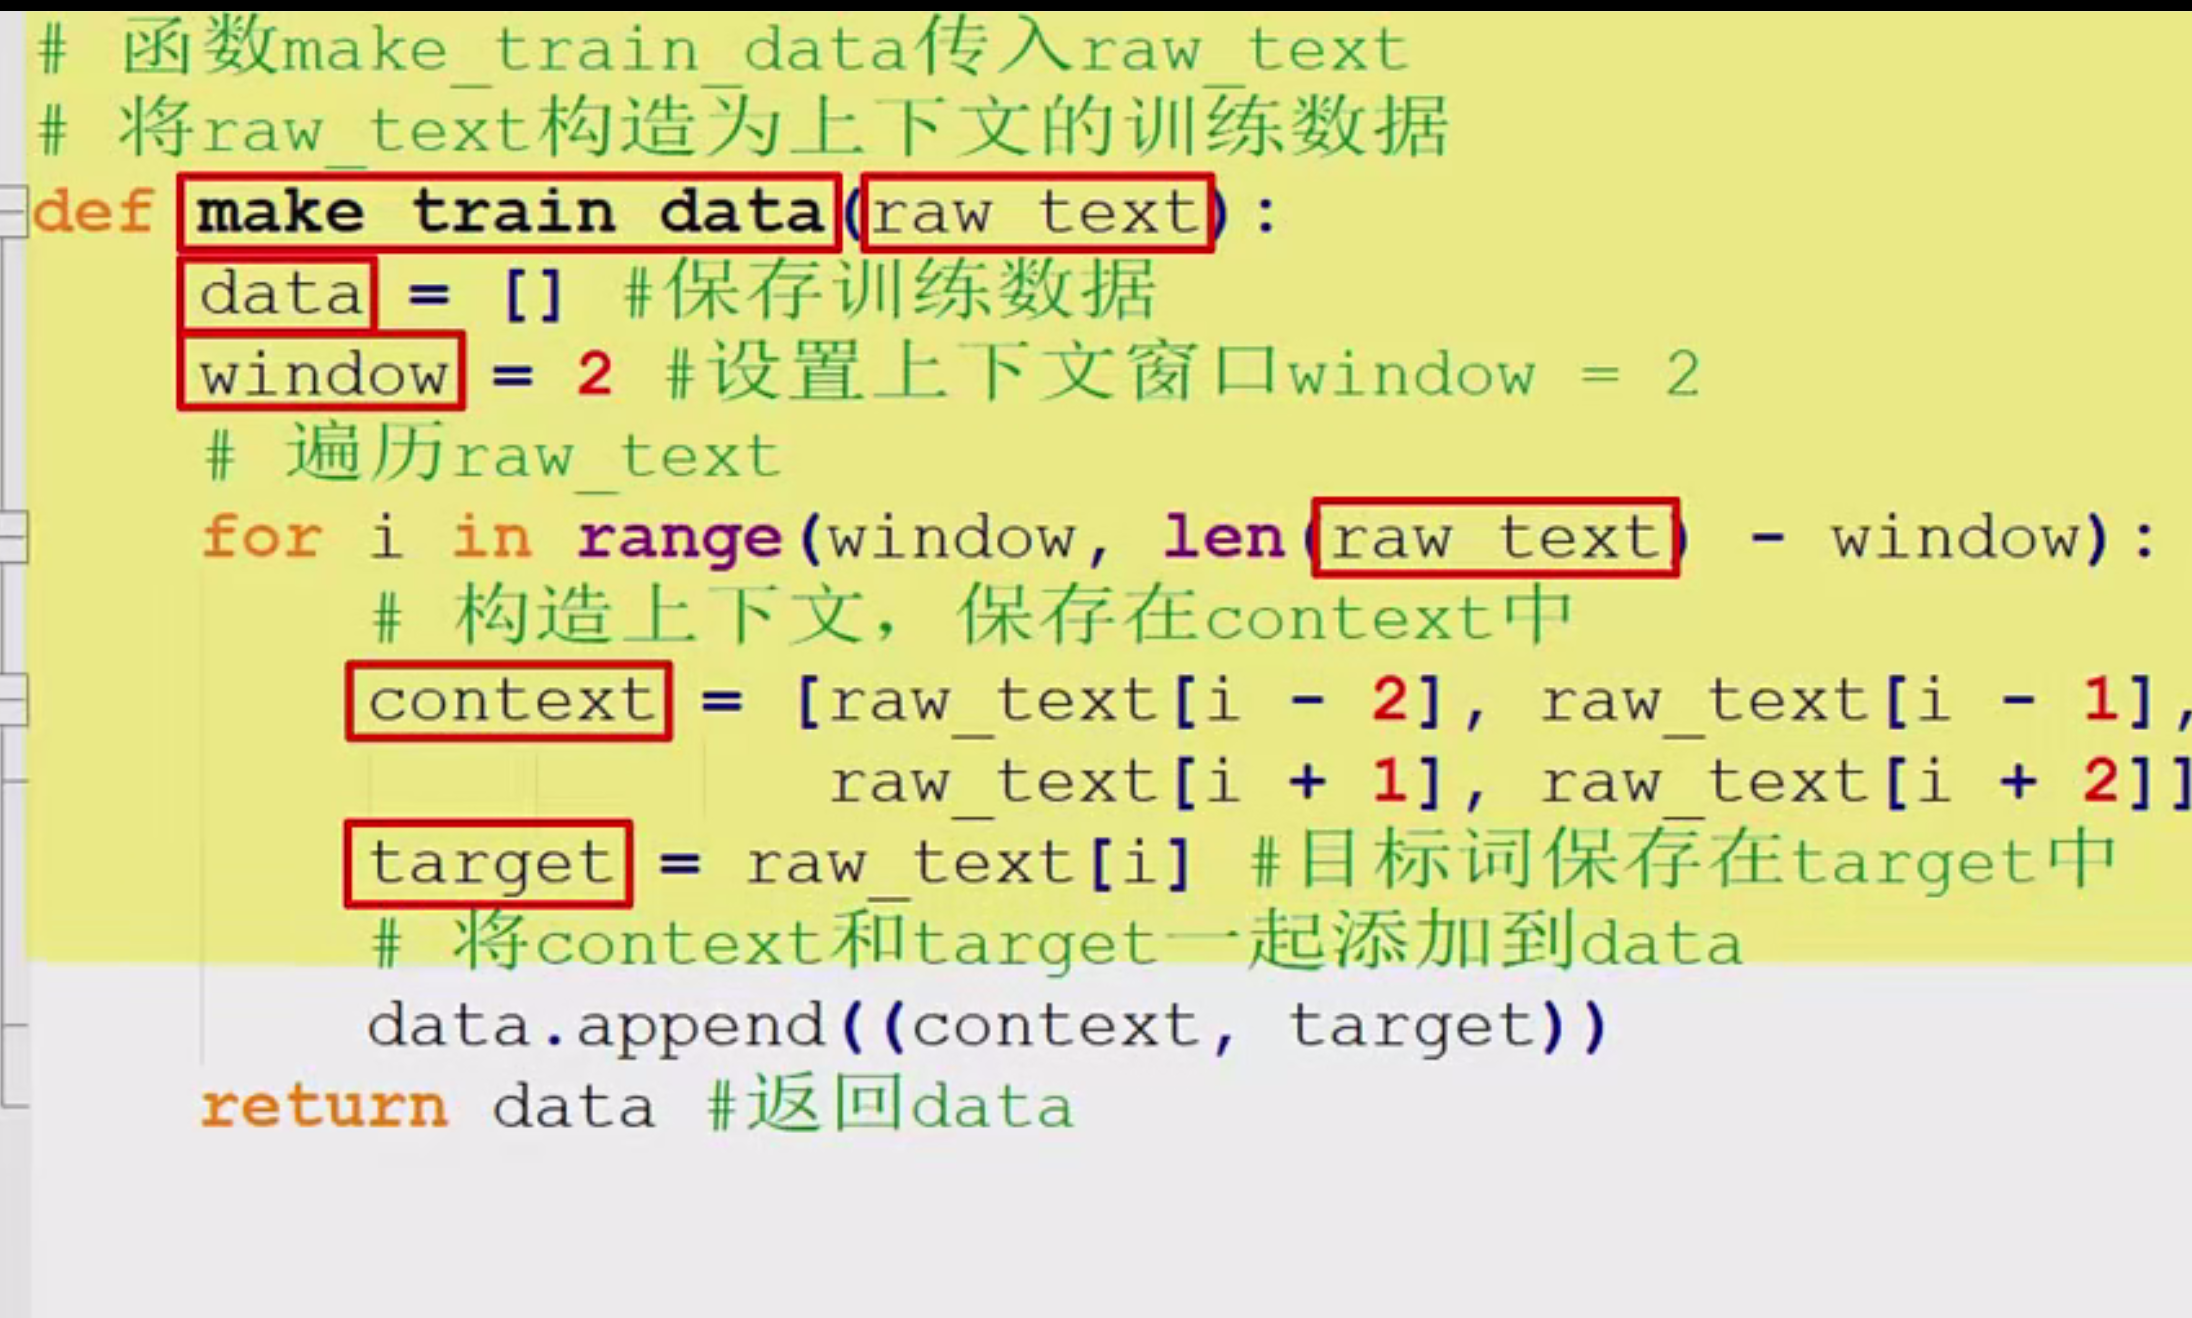 # 函数make_train_data传入raw_text
# 将raw_text构造为上下文的训练数据
def make_train_data(raw_text):
    data = [] #保存训练数据
    window = 2 #设置上下文窗口window = 2
    # 遍历raw_text
    for i in range(window, len(raw_text) - window):
        # 构造上下文，保存在context中
        context = [raw_text[i - 2], raw_text[i - 1],
                   raw_text[i + 1], raw_text[i + 2]]
        target = raw_text[i] #目标词保存在target中
        # 将context和target一起添加到data
        data.append((context, target))
    return data #返回data